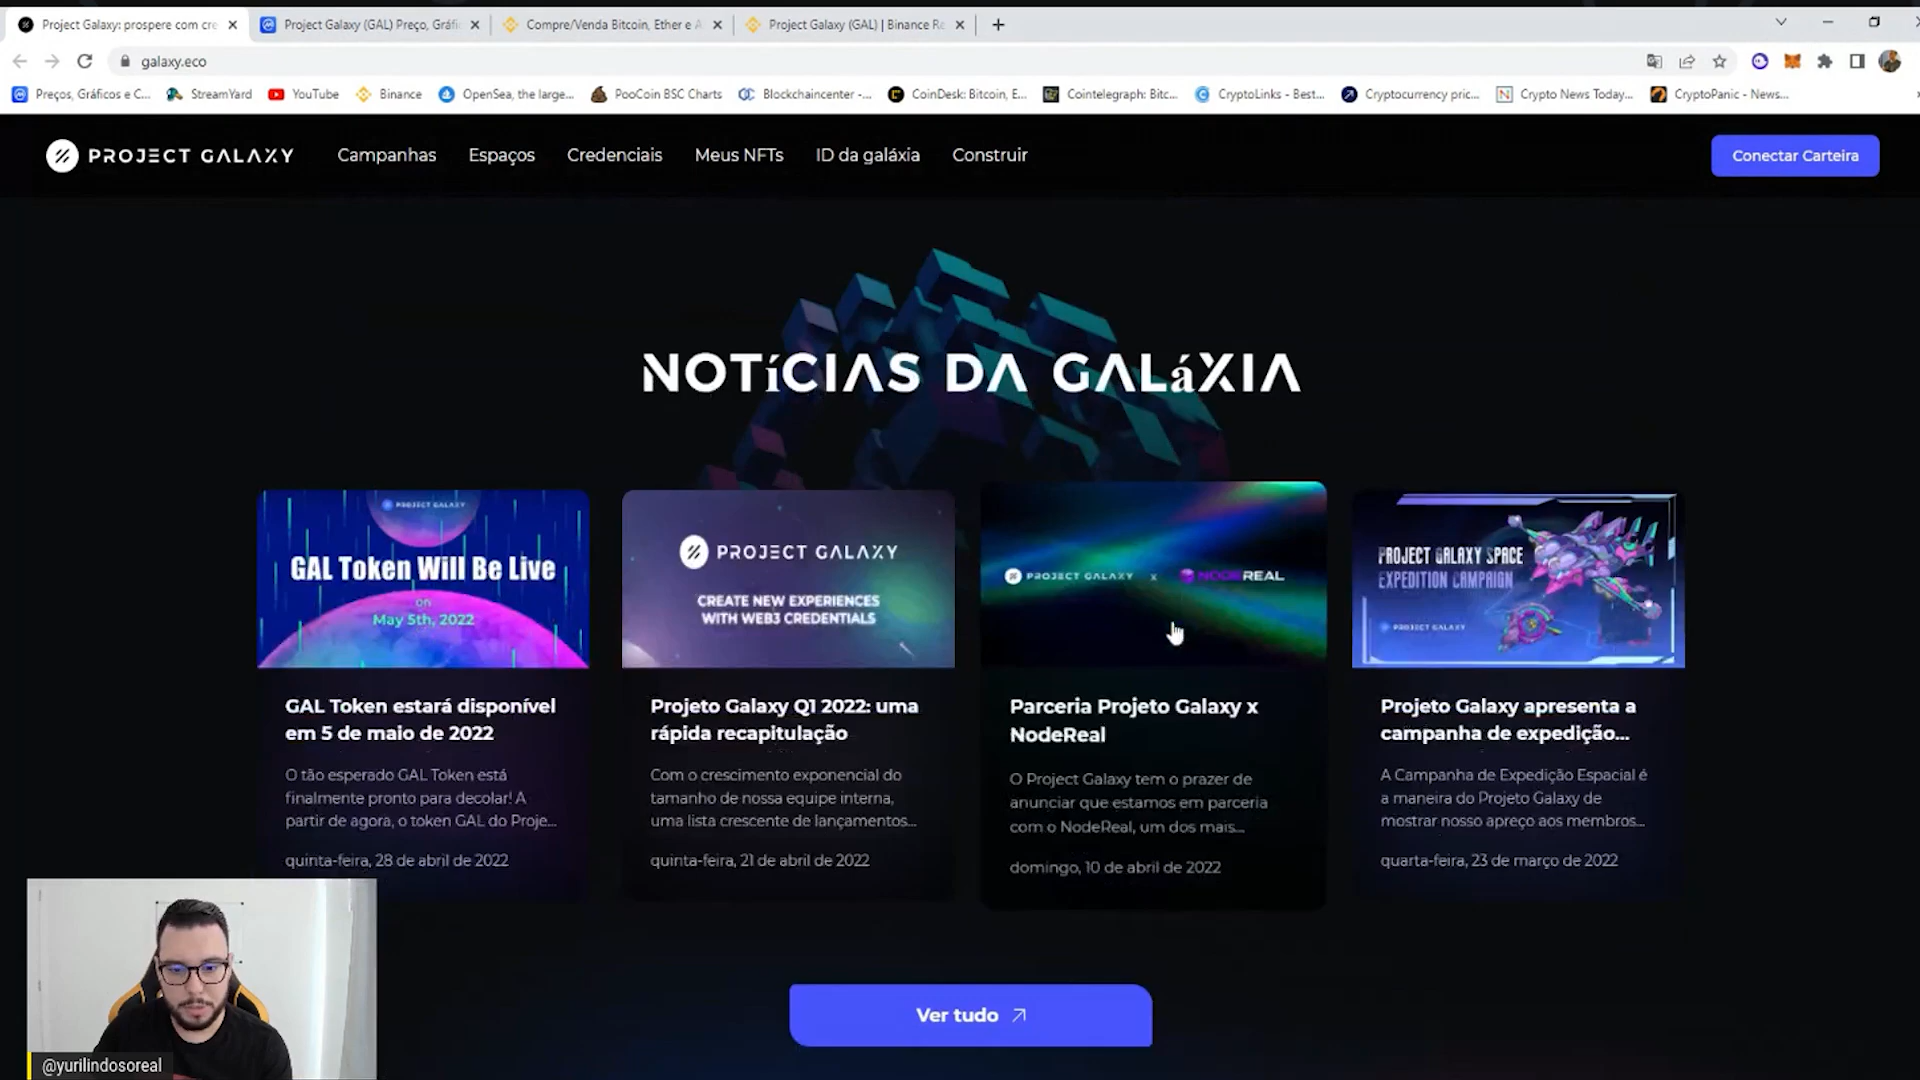 Project Galaxy: prospere com cre
Project Galaxy (GAL) Preço, Gráfi
Compre/Venda Bitcoin, Ether e A
Project Galaxy (GAL) | Binance Re
galaxy.eco
Preços, Gráficos e C...
StreamYard
YouTube
Binance
OpenSea, the large...
PooCoin BSC Charts
Blockchaincenter -...
CoinDesk: Bitcoin, E...
Cointelegraph: Bitc...
CryptoLinks - Best...
Cryptocurrency pric...
Crypto News Today...
CryptoPanic - News...
PROJECT GALAXY
Campanhas
Espaços
Credenciais
Meus NFTs
ID da galáxia
Construir
Conectar Carteira
NOTíCIAS DA GALáXIA
PROJECT GALAXY
GAL Token Will Be Live
on
May 5th, 2022
GAL Token estará disponível
em 5 de maio de 2022
O tão esperado GAL Token está
finalmente pronto para decolar! A
partir de agora, o token GAL do Proje...
quinta-feira, 28 de abril de 2022
PROJECT GALAXY
CREATE NEW EXPERIENCES
WITH WEB3 CREDENTIALS
Projeto Galaxy Q1 2022: uma
rápida recapitulação
Com o crescimento exponencial do
tamanho de nossa equipe interna,
uma lista crescente de lançamentos...
quinta-feira, 21 de abril de 2022
PROJECT GALAXY x NODEREAL
Parceria Projeto Galaxy x
NodeReal
O Project Galaxy tem o prazer de
anunciar que estamos em parceria
com o NodeReal, um dos mais...
domingo, 10 de abril de 2022
PROJECT GALAXY SPACE
EXPEDITION CAMPAIGN
PROJECT GALAXY
Projeto Galaxy apresenta a
campanha de expedição...
A Campanha de Expedição Espacial é
a maneira do Projeto Galaxy de
mostrar nosso apreço aos membros...
quarta-feira, 23 de março de 2022
Ver tudo
@yurilindosoreal